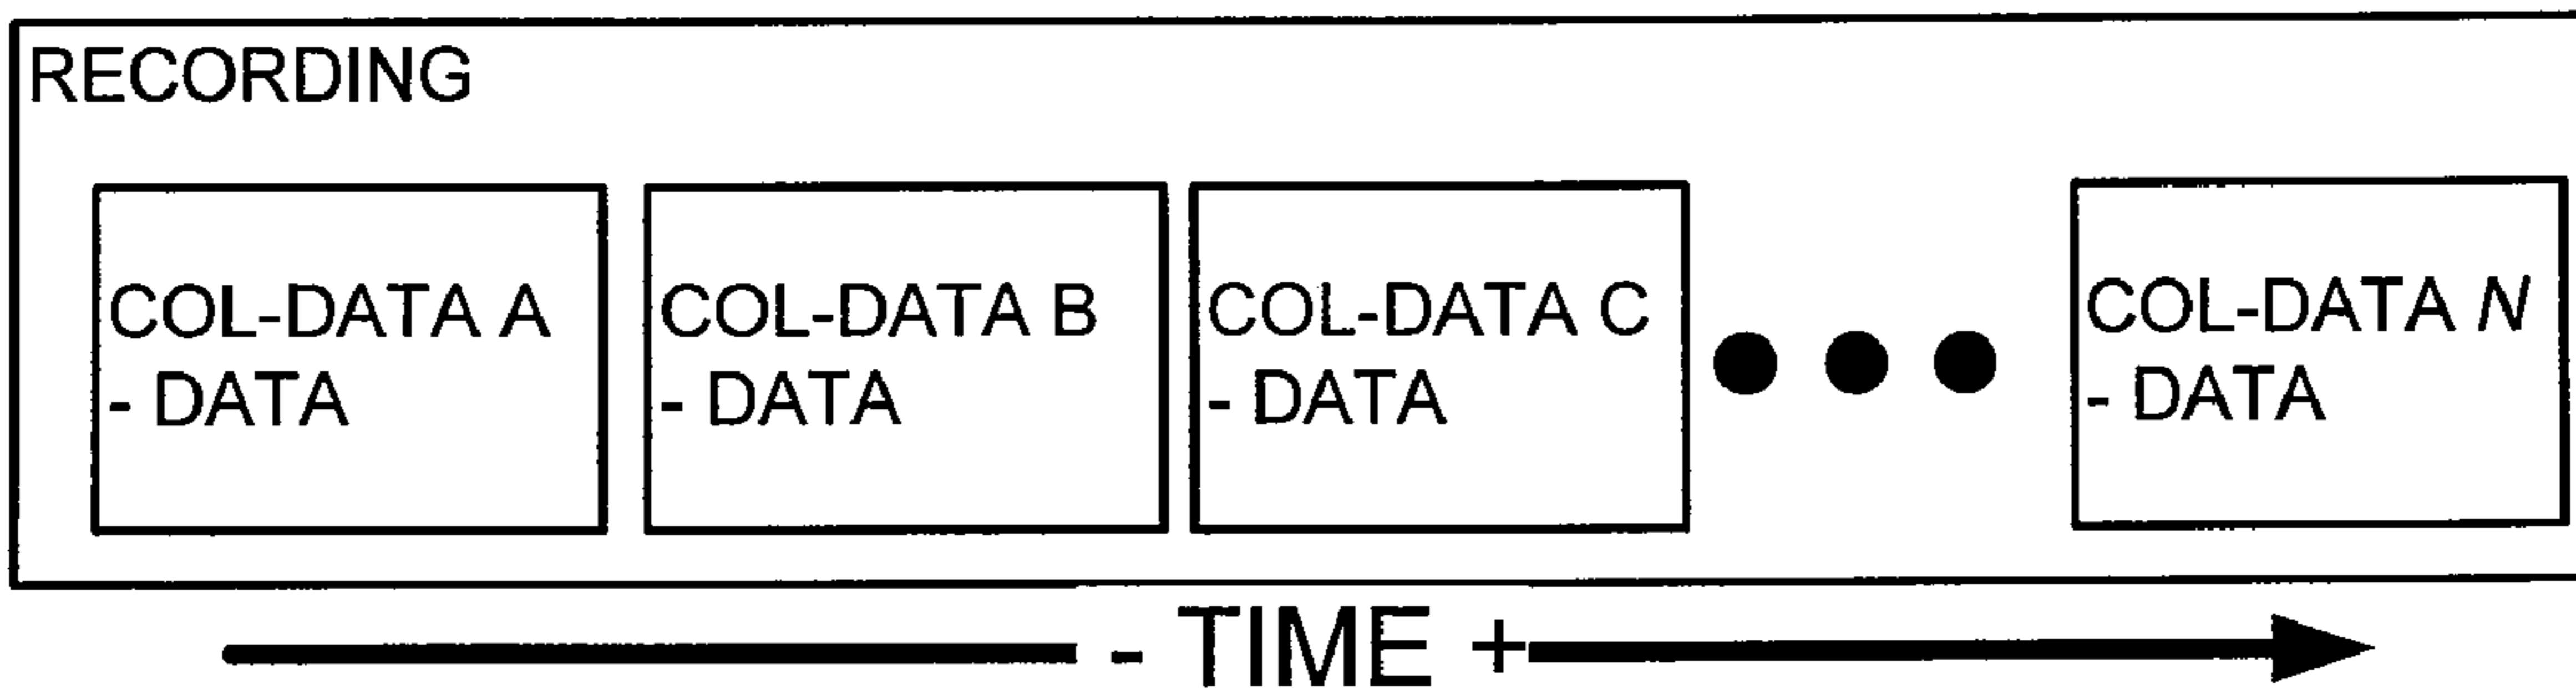 RECORDING
COL-DATA A
- DATA
COL-DATA B
- DATA
COL-DATA C
- DATA
COL-DATA N
- DATA
- TIME +